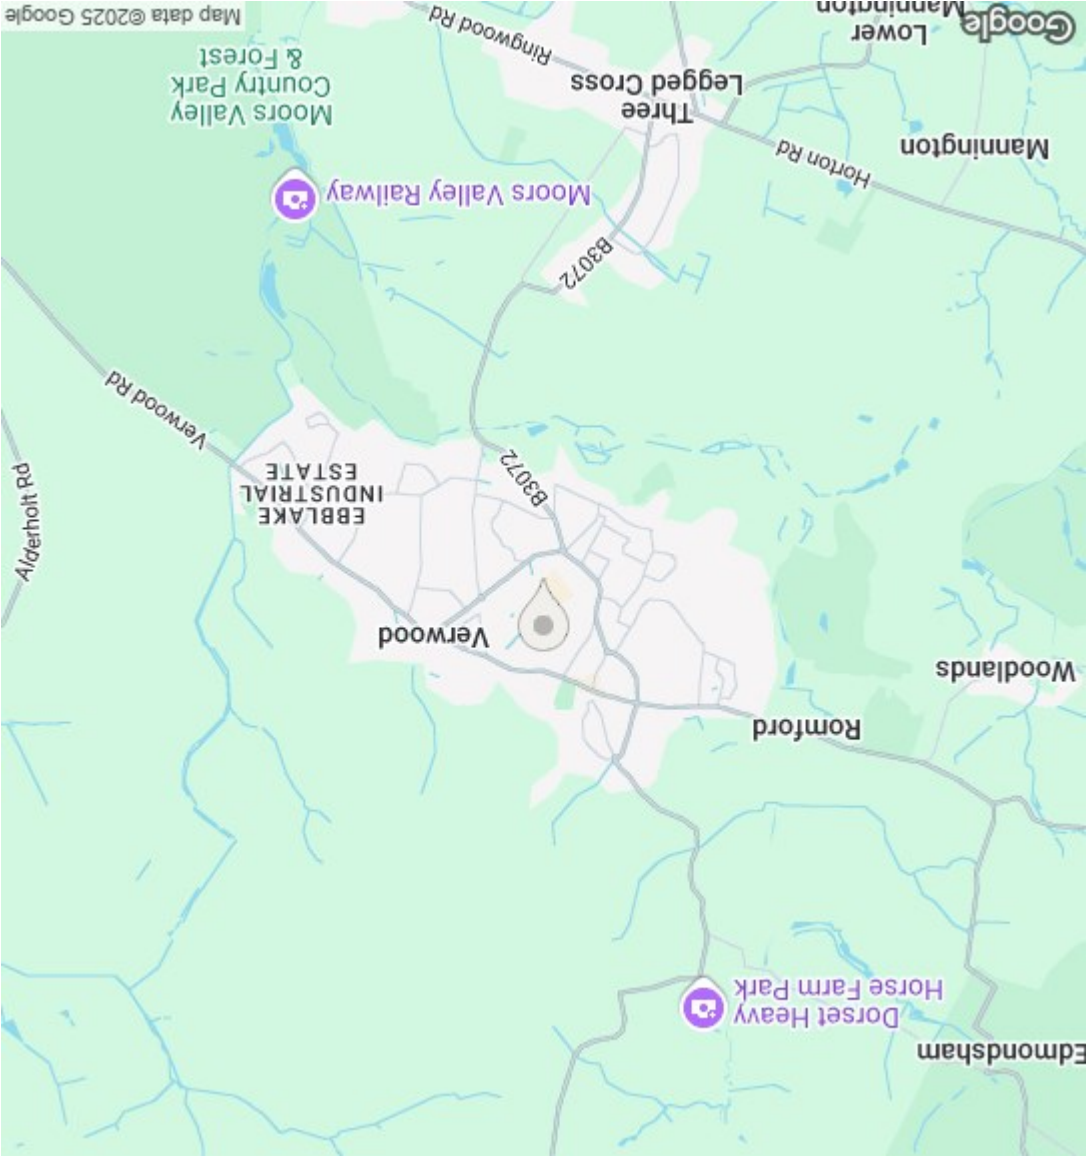 Edmondsham
Dorset Heavy
Horse Farm Park
Romford
Woodlands
Verwood
Alderholt Rd
EBBLAKE
INDUSTRIAL
ESTATE
B3072
Verwood Rd
B3072
Moors Valley Railway
Horton Rd
Mannington
Three
Legged Cross
Moors Valley
Country Park
& Forest
Ringwood Rd
Lower
Mannington
Google
Map data ©2025 Google